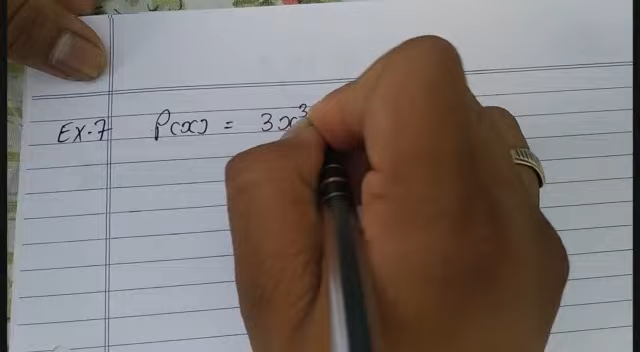 Ex.7 P(x) = 3x³